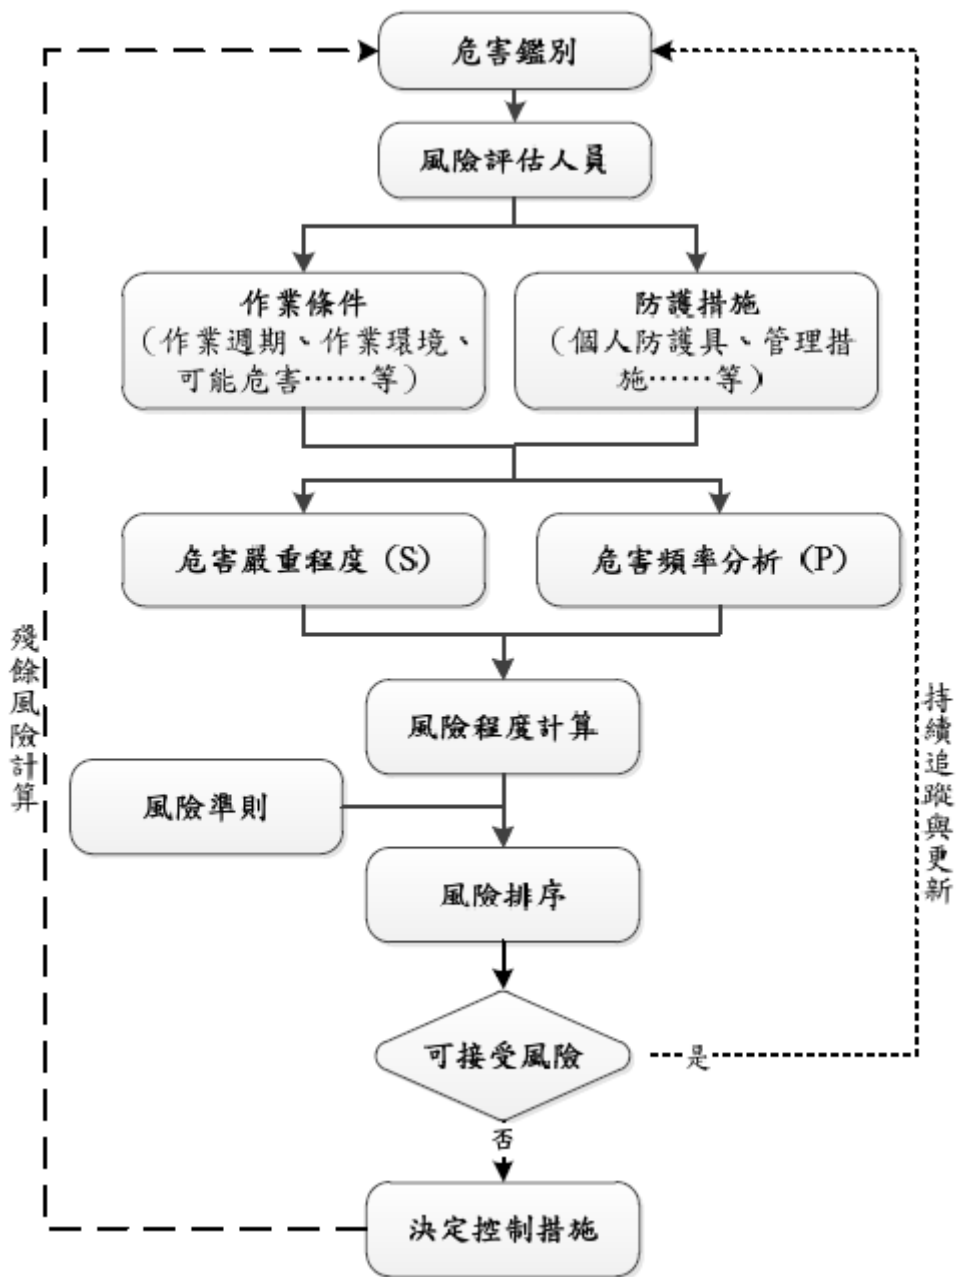 危害鑑別
風險評估人員
作業條件
（作業週期、作業環境、
可能危害……等）
防護措施
（個人防護具、管理措
施……等）
危害嚴重程度（S）
危害頻率分析（P）
殘餘風險計算
風險程度計算
持續追蹤與更新
風險準則
風險排序
可接受風險
是
否
決定控制措施